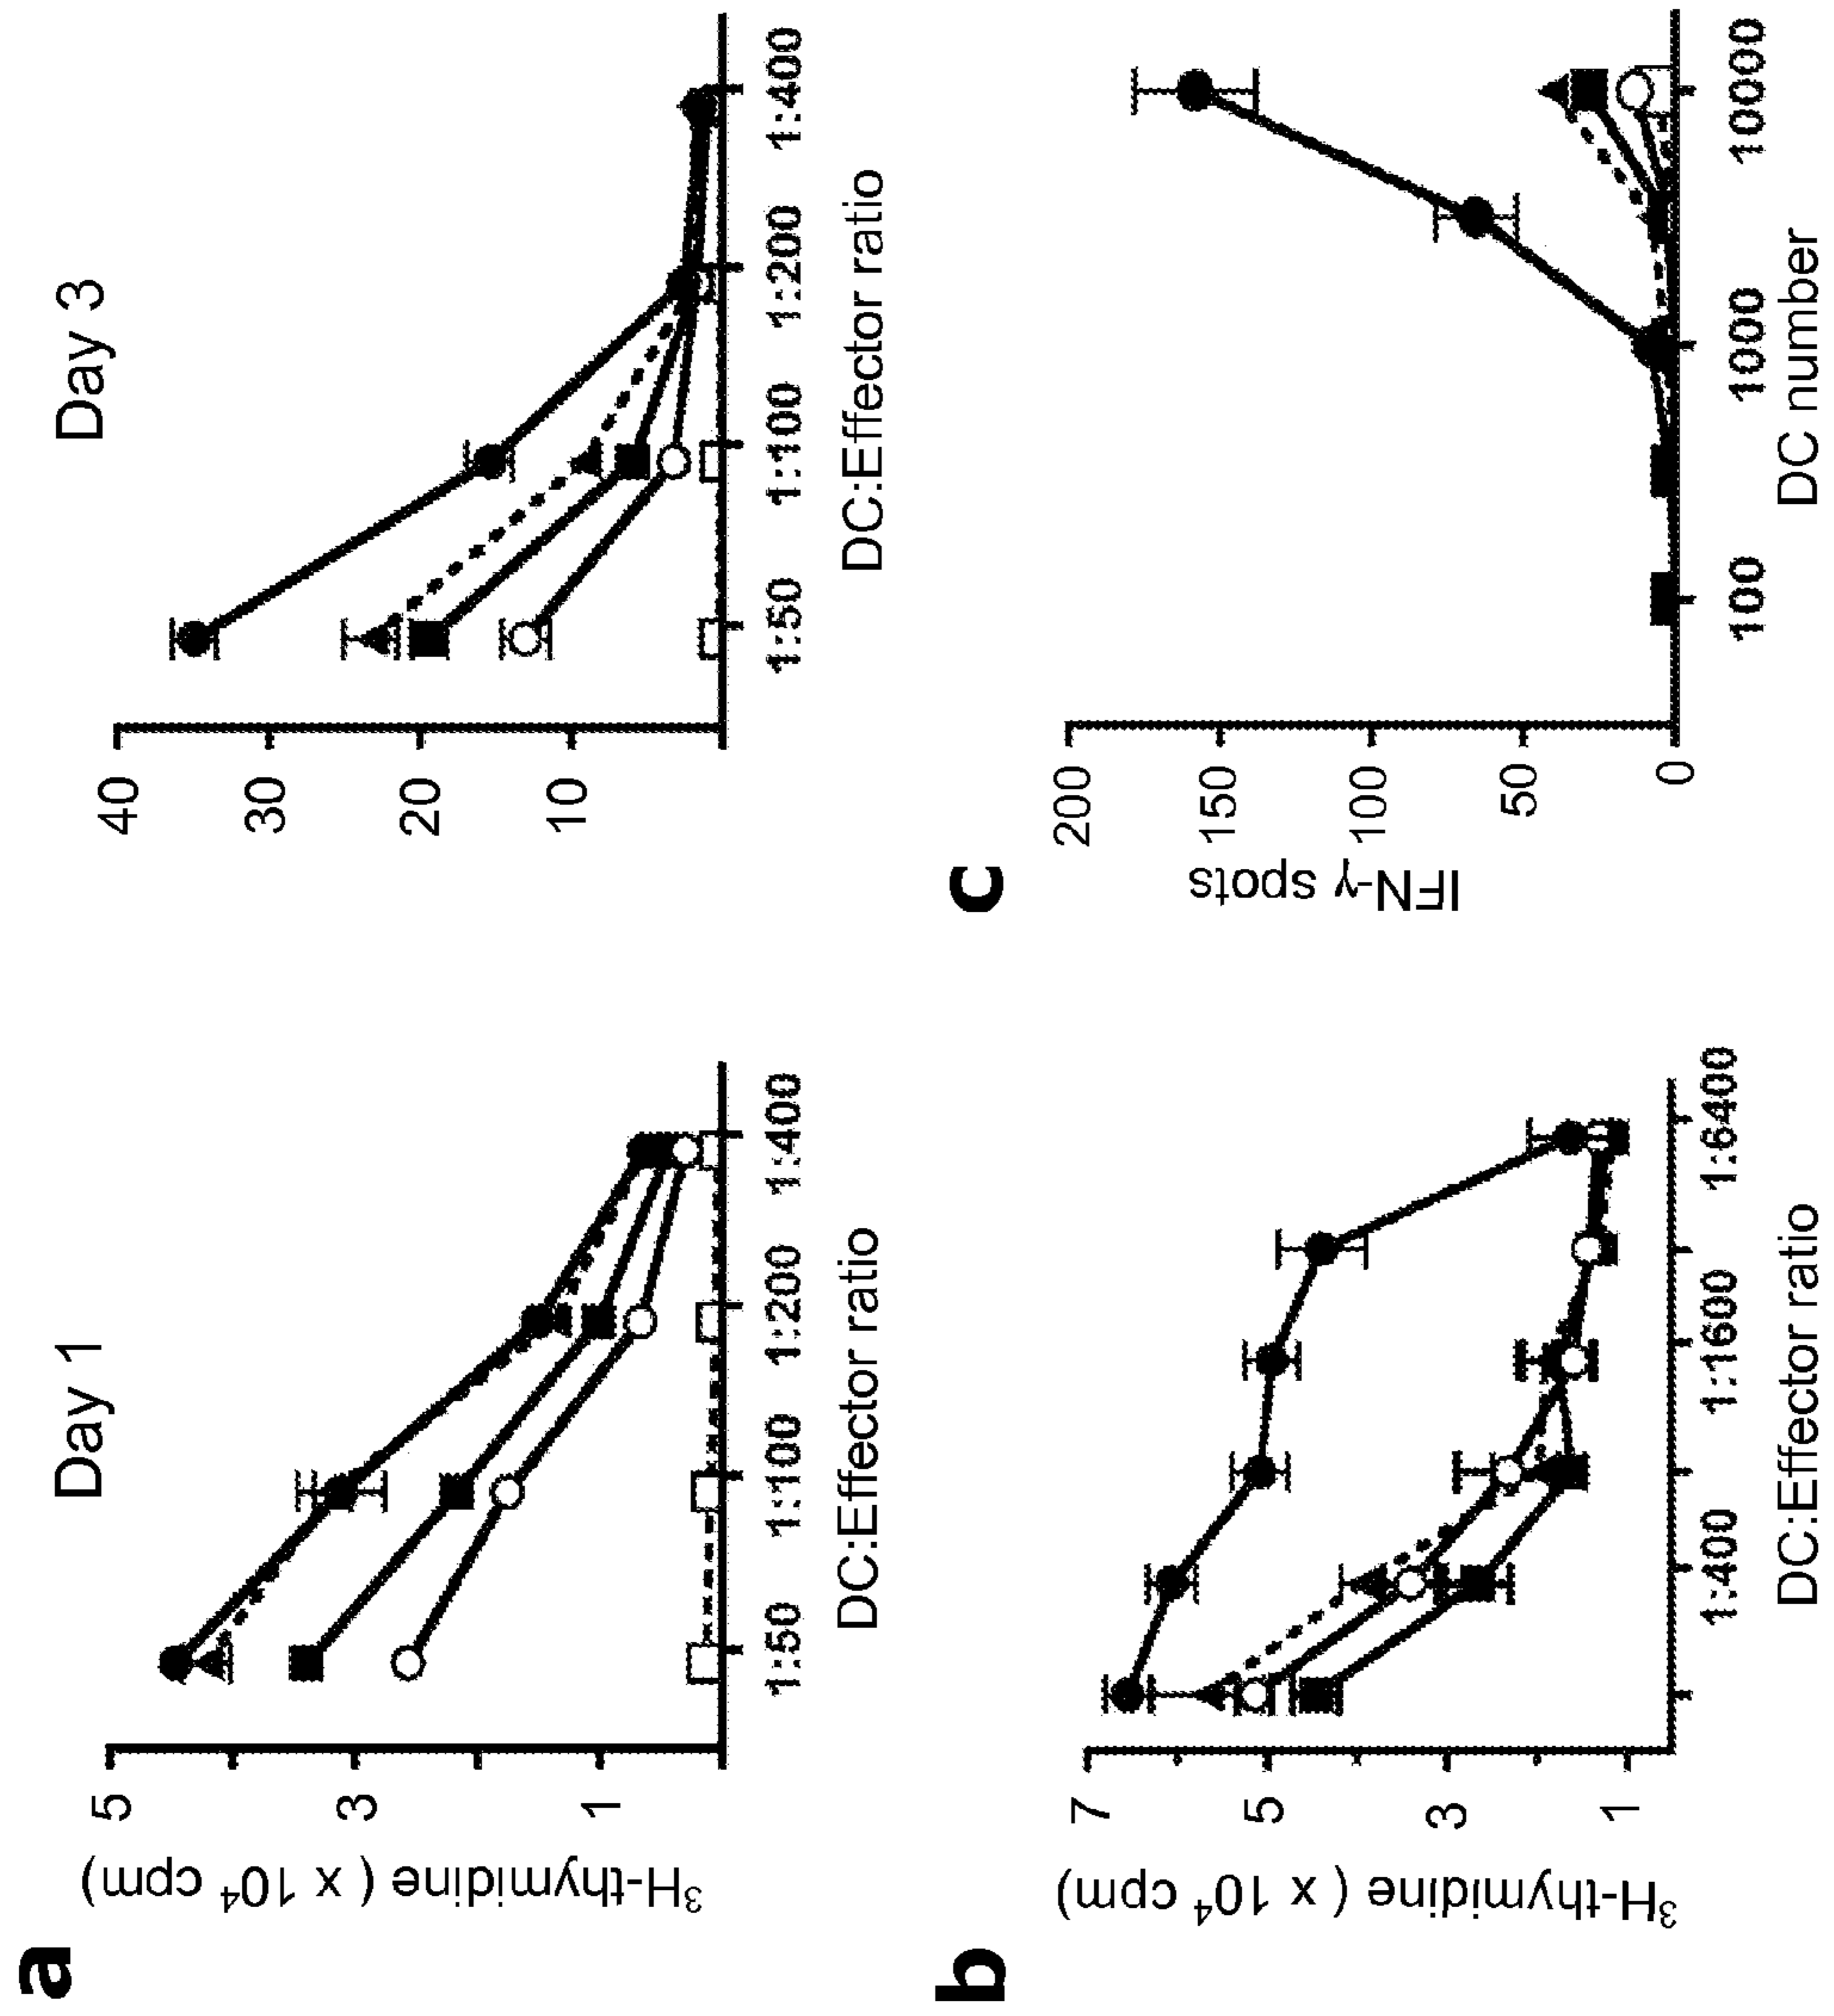 a
Day 1
³H-thymidine ( x 10⁴ cpm)
5
3
1
1:50
1:100
1:200
1:400
DC:Effector ratio
Day 3
40
30
20
10
1:50
1:100
1:200
1:400
DC:Effector ratio
b
³H-thymidine ( x 10⁴ cpm)
7
5
3
1
1:400
1:1600
1:6400
DC:Effector ratio
c
IFN-γ spots
200
150
100
50
0
100
1000
10000
DC number